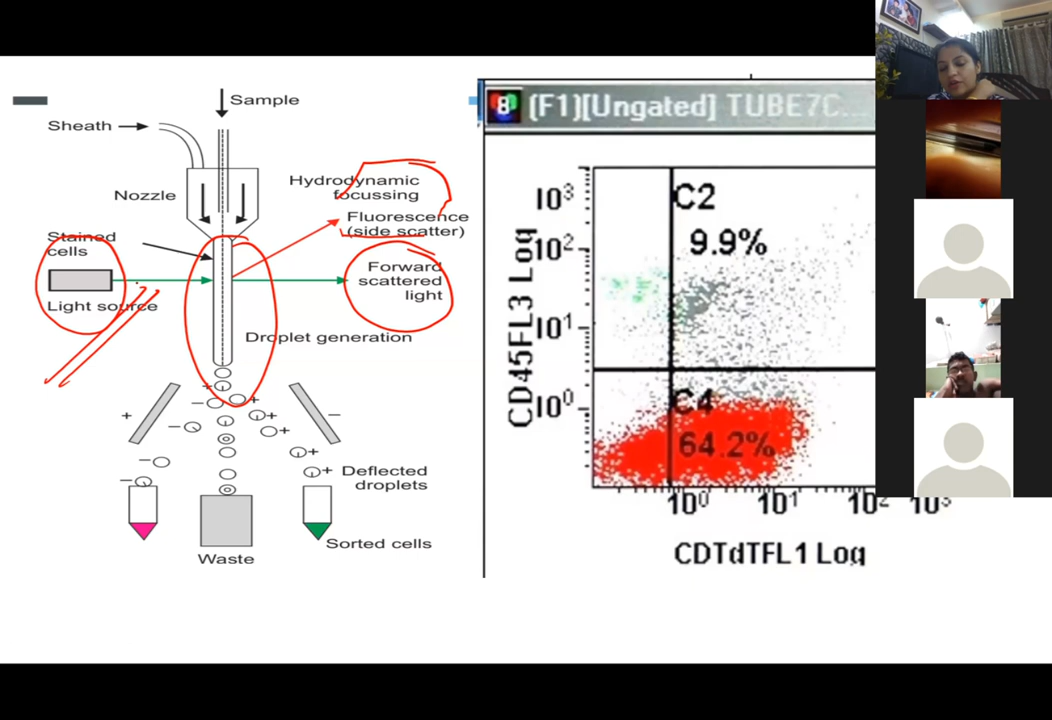 Sample
Sheath
Nozzle
Hydrodynamic
focussing
Fluorescence
(side scatter)
Stained
cells
Forward
scattered
light
Light source
Droplet generation
+
−
Deflected
droplets
Sorted cells
Waste
(F1)[Ungated] TUBE7C...
C2
9.9%
C4
64.2%
10³
10²
10¹
10⁰
CD45FL3 Log
10⁰ 10¹ 10² 10³
CDTdTFL1 Log